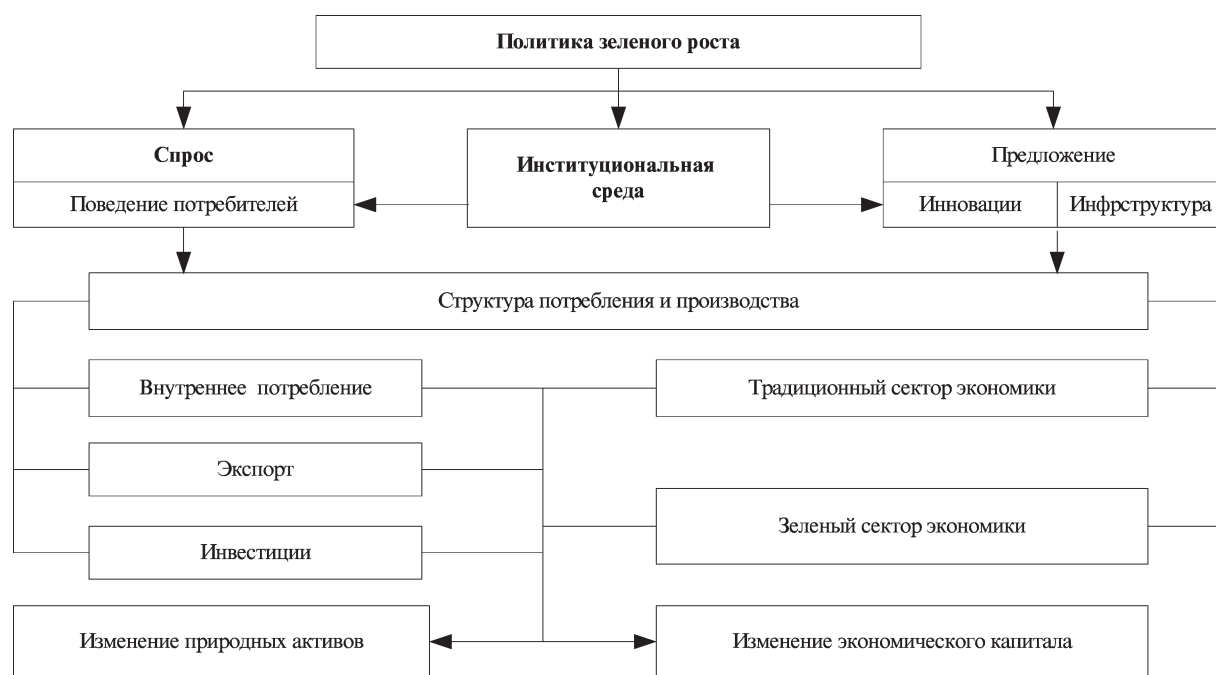 Политика зеленого роста
Спрос
Поведение потребителей
Институциональная
среда
Предложение
Инновации
Инфрструктура
Структура потребления и производства
Внутреннее потребление
Традиционный сектор экономики
Экспорт
Зеленый сектор экономики
Инвестиции
Изменение природных активов
Изменение экономического капитала